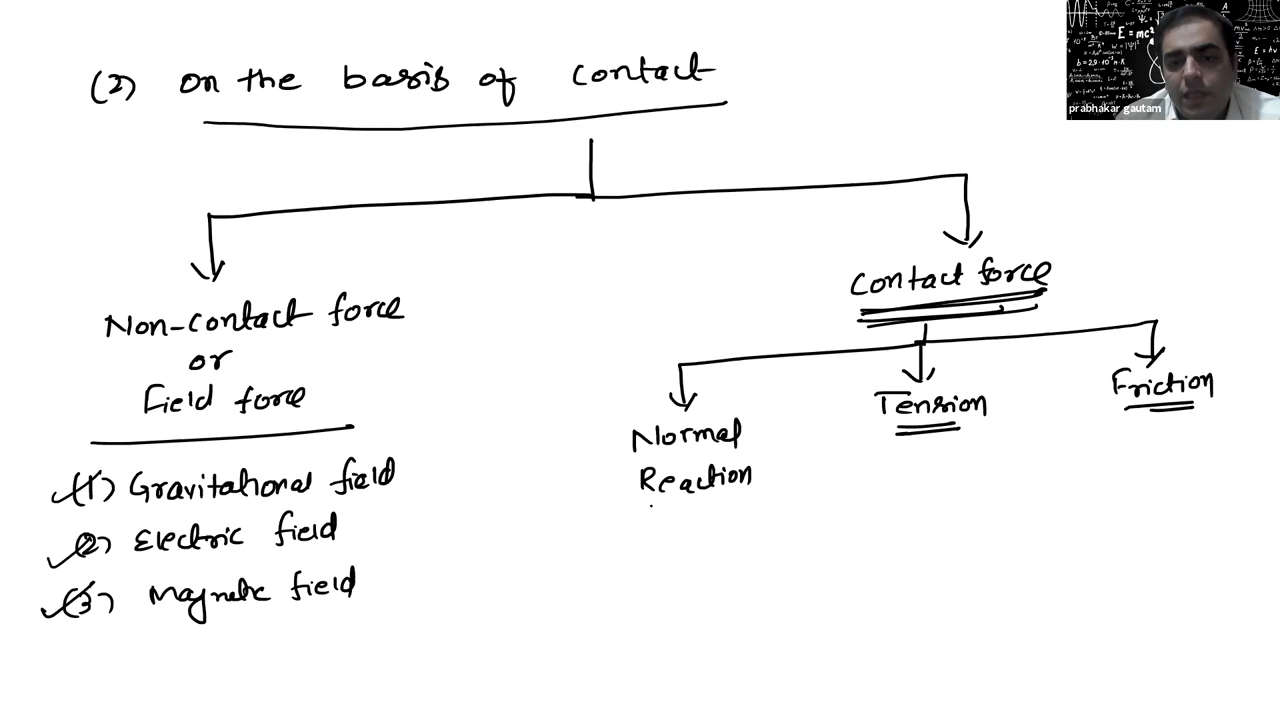 (2) on the basis of contact
Non-contact force
or
Field force
(1) Gravitational field
(2) Electric field
(3) Magnetic field
Contact force
Normal
Reaction
Tension
Friction
E=mc²
prabhakar gautam